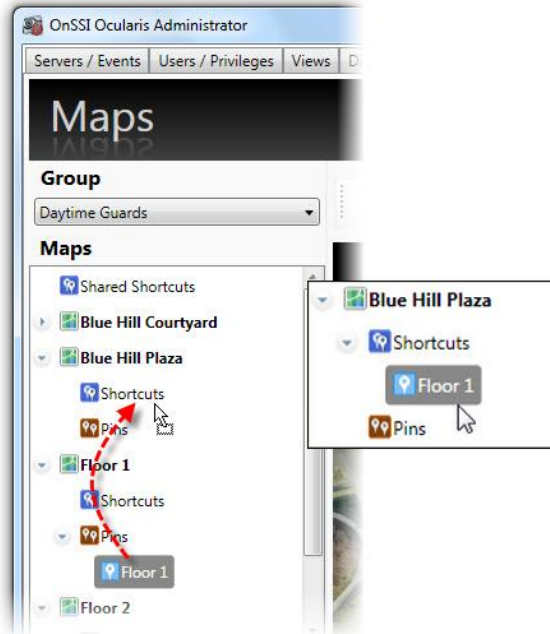 OnSSI Ocularis Administrator
Servers / Events Users / Privileges Views
Maps
Group
Daytime Guards
Maps
Shared Shortcuts
Blue Hill Courtyard
Blue Hill Plaza
Shortcuts
Pins
Floor 1
Shortcuts
Pins
Floor 1
Floor 2
Blue Hill Plaza
Shortcuts
Floor 1
Pins